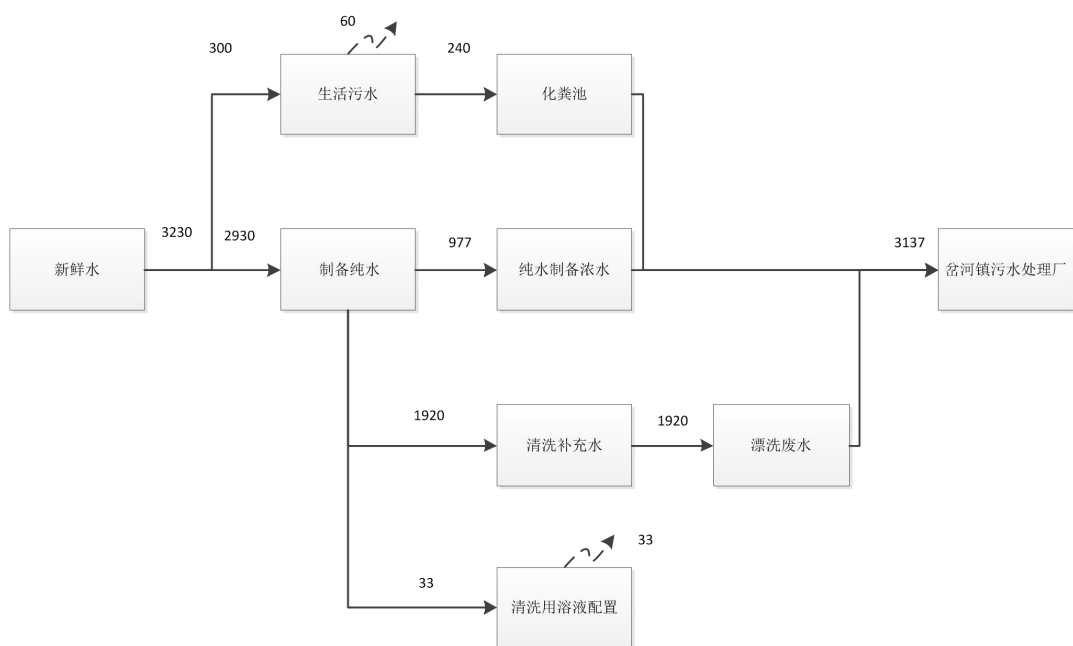 60
300
240
生活污水
化粪池
3230
2930
977
3137
新鲜水
制备纯水
纯水制备浓水
岔河镇污水处理厂
1920
1920
清洗补充水
漂洗废水
33
33
清洗用溶液配置